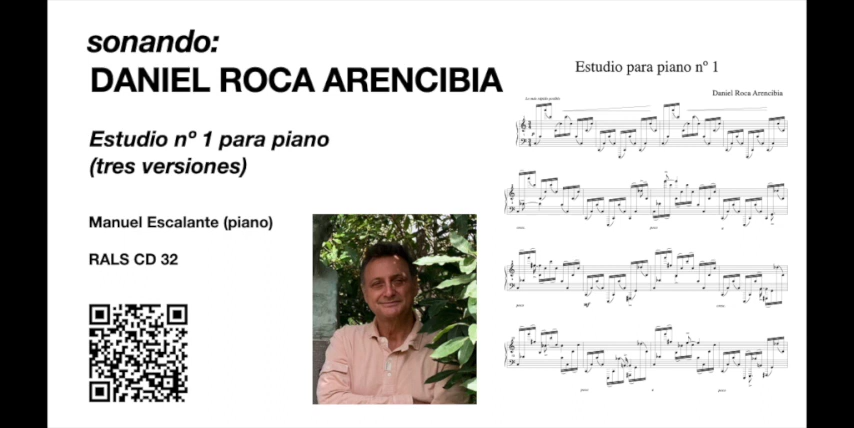 sonando:
DANIEL ROCA ARENCIBIA
Estudio nº 1 para piano
(tres versiones)
Manuel Escalante (piano)
RALS CD 32
Estudio para piano nº 1
Daniel Roca Arencibia